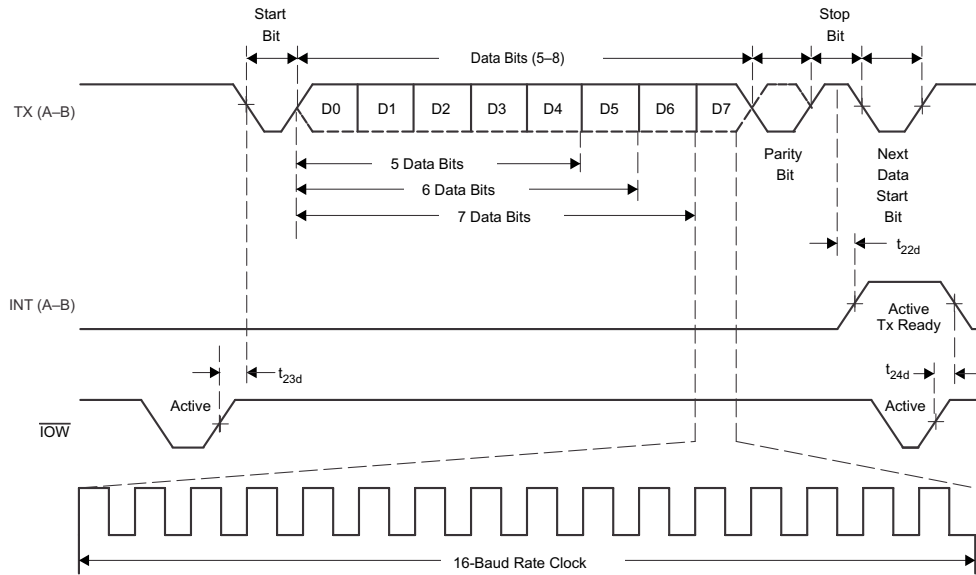 Start
Bit
Stop
Bit
Data Bits (5–8)
TX (A–B)
D0 D1 D2 D3 D4 D5 D6 D7
5 Data Bits
6 Data Bits
7 Data Bits
Parity
Bit
Next
Data
Start
Bit
t22d
INT (A–B)
Active
Tx Ready
t23d
t24d
Active
Active
IOW
16-Baud Rate Clock